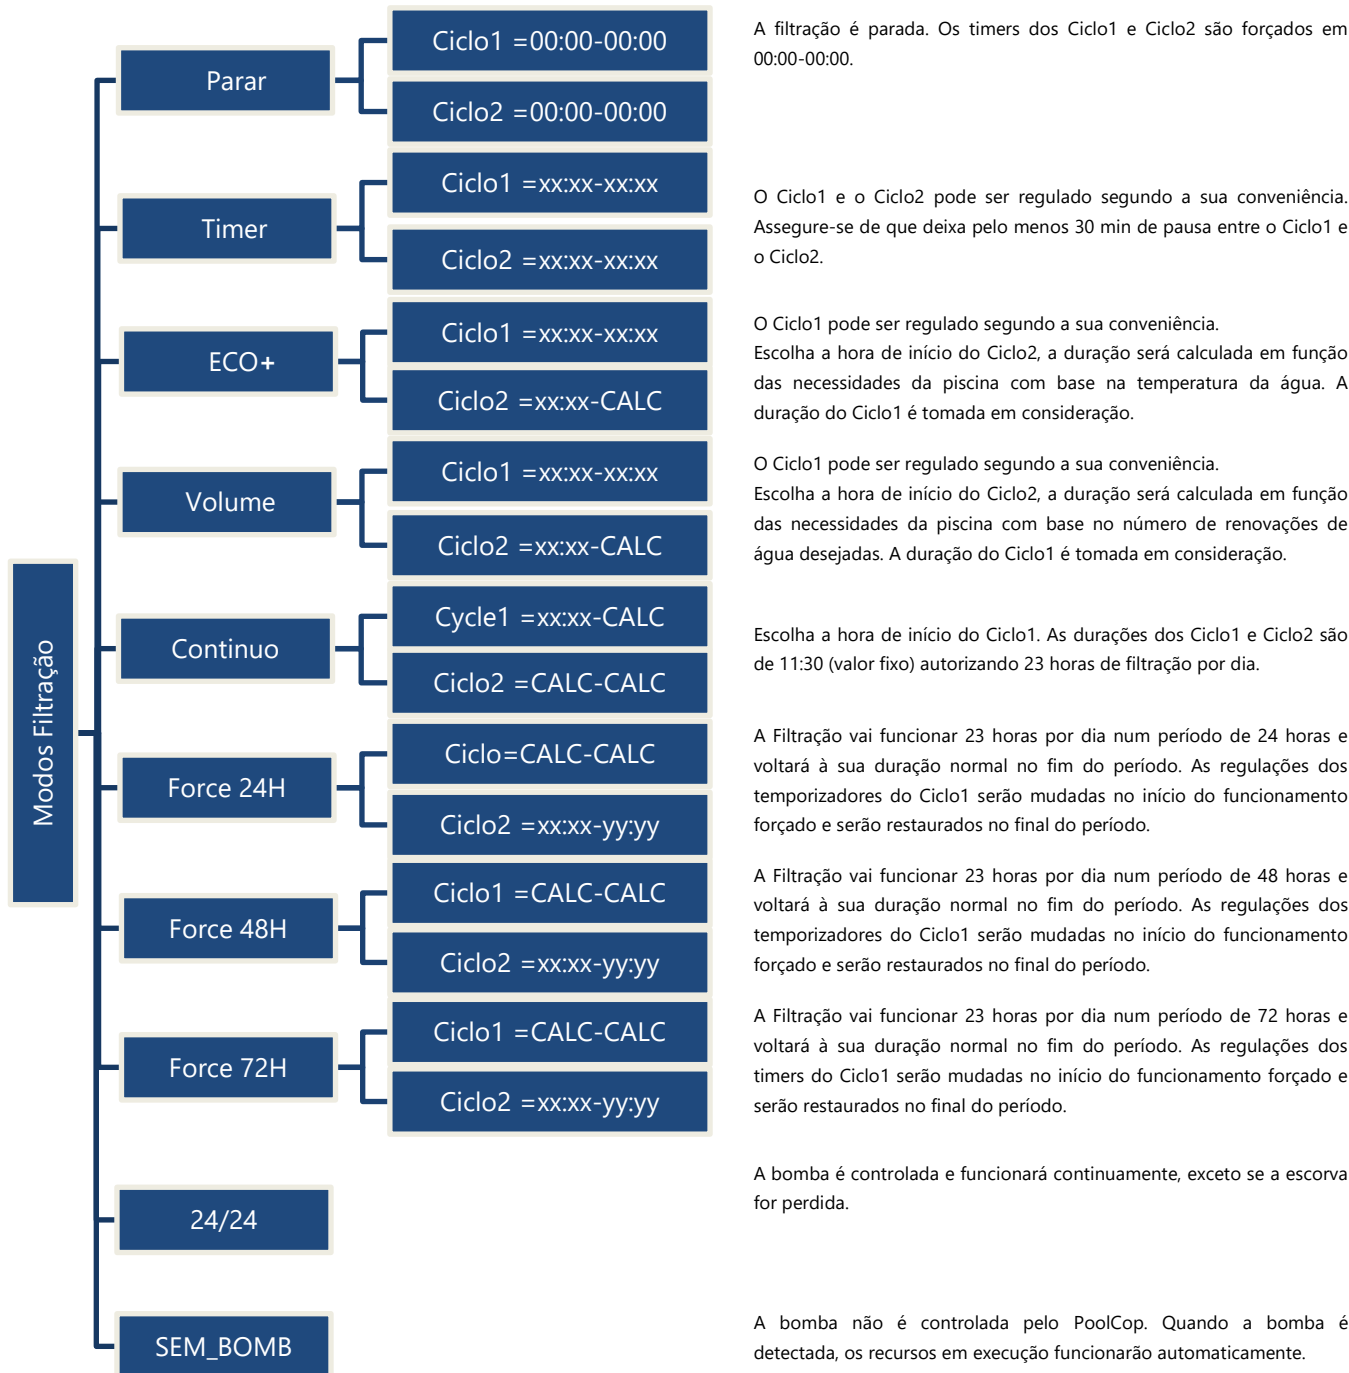 Modos Filtração
Parar
Ciclo1 =00:00-00:00
Ciclo2 =00:00-00:00
A filtração é parada. Os timers dos Ciclo1 e Ciclo2 são forçados em
00:00-00:00.
Timer
Ciclo1 =xx:xx-xx:xx
Ciclo2 =xx:xx-xx:xx
O Ciclo1 e o Ciclo2 pode ser regulado segundo a sua conveniência.
Assegure-se de que deixa pelo menos 30 min de pausa entre o Ciclo1 e
o Ciclo2.
ECO+
Ciclo1 =xx:xx-xx:xx
Ciclo2 =xx:xx-CALC
O Ciclo1 pode ser regulado segundo a sua conveniência.
Escolha a hora de início do Ciclo2, a duração será calculada em função
das necessidades da piscina com base na temperatura da água. A
duração do Ciclo1 é tomada em consideração.
Volume
Ciclo1 =xx:xx-xx:xx
Ciclo2 =xx:xx-CALC
O Ciclo1 pode ser regulado segundo a sua conveniência.
Escolha a hora de início do Ciclo2, a duração será calculada em função
das necessidades da piscina com base no número de renovações de
água desejadas. A duração do Ciclo1 é tomada em consideração.
Continuo
Cycle1 =xx:xx-CALC
Ciclo2 =CALC-CALC
Escolha a hora de início do Ciclo1. As durações dos Ciclo1 e Ciclo2 são
de 11:30 (valor fixo) autorizando 23 horas de filtração por dia.
Force 24H
Ciclo=CALC-CALC
Ciclo2 =xx:xx-yy:yy
A Filtração vai funcionar 23 horas por dia num período de 24 horas e
voltará à sua duração normal no fim do período. As regulações dos
temporizadores do Ciclo1 serão mudadas no início do funcionamento
forçado e serão restaurados no final do período.
Force 48H
Ciclo1 =CALC-CALC
Ciclo2 =xx:xx-yy:yy
A Filtração vai funcionar 23 horas por dia num período de 48 horas e
voltará à sua duração normal no fim do período. As regulações dos
temporizadores do Ciclo1 serão mudadas no início do funcionamento
forçado e serão restaurados no final do período.
Force 72H
Ciclo1 =CALC-CALC
Ciclo2 =xx:xx-yy:yy
A Filtração vai funcionar 23 horas por dia num período de 72 horas e
voltará à sua duração normal no fim do período. As regulações dos
timers do Ciclo1 serão mudadas no início do funcionamento forçado e
serão restaurados no final do período.
24/24
A bomba é controlada e funcionará continuamente, exceto se a escorva
for perdida.
SEM_BOMB
A bomba não é controlada pelo PoolCop. Quando a bomba é
detectada, os recursos em execução funcionarão automaticamente.